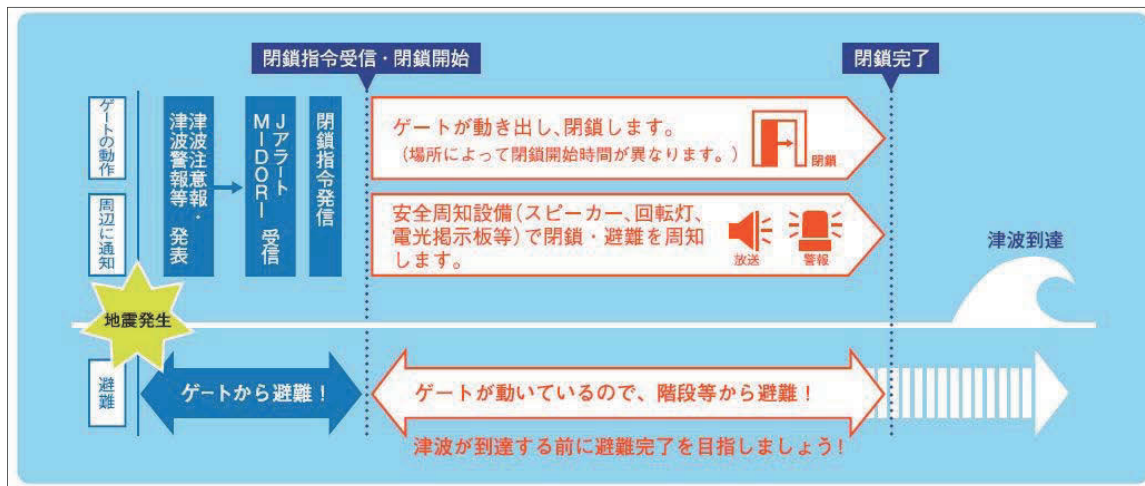 閉鎖指令受信・閉鎖開始
閉鎖完了
ゲートの動作
津波注意報・
津波警報等 発表
Jアラート
MIDORI 受信
閉鎖指令発信
ゲートが動き出し、閉鎖します。
（場所によって閉鎖開始時間が異なります。）
閉鎖
周辺に通知
安全周知設備(スピーカー、回転灯、
電光掲示板等)で閉鎖・避難を周知
します。
放送
警報
津波到達
地震発生
避難
ゲートから避難！
ゲートが動いているので、階段等から避難！
津波が到達する前に避難完了を目指しましょう！